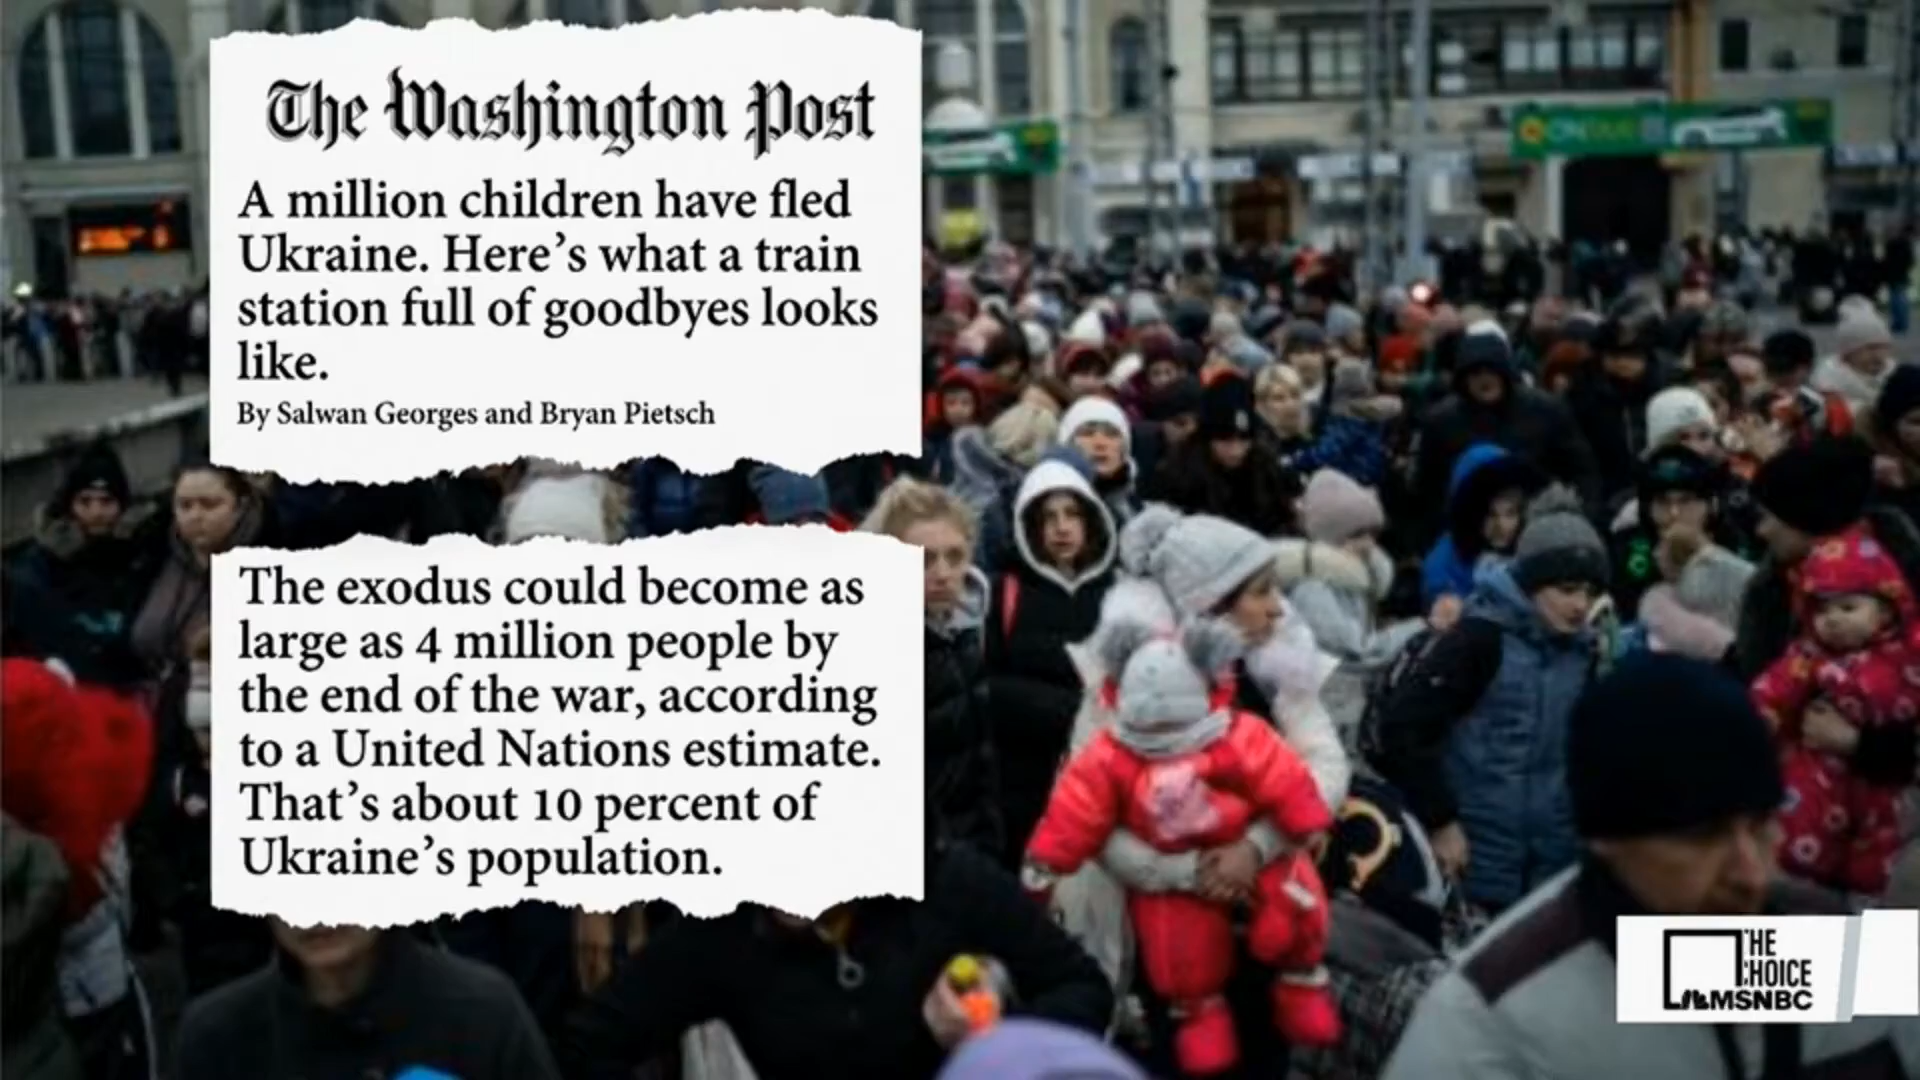 The Washington Post
A million children have fled
Ukraine. Here's what a train
station full of goodbyes looks
like.
By Salwan Georges and Bryan Pietsch
The exodus could become as
large as 4 million people by
the end of the war, according
to a United Nations estimate.
That's about 10 percent of
Ukraine's population.
THE
CHOICE
MSNBC